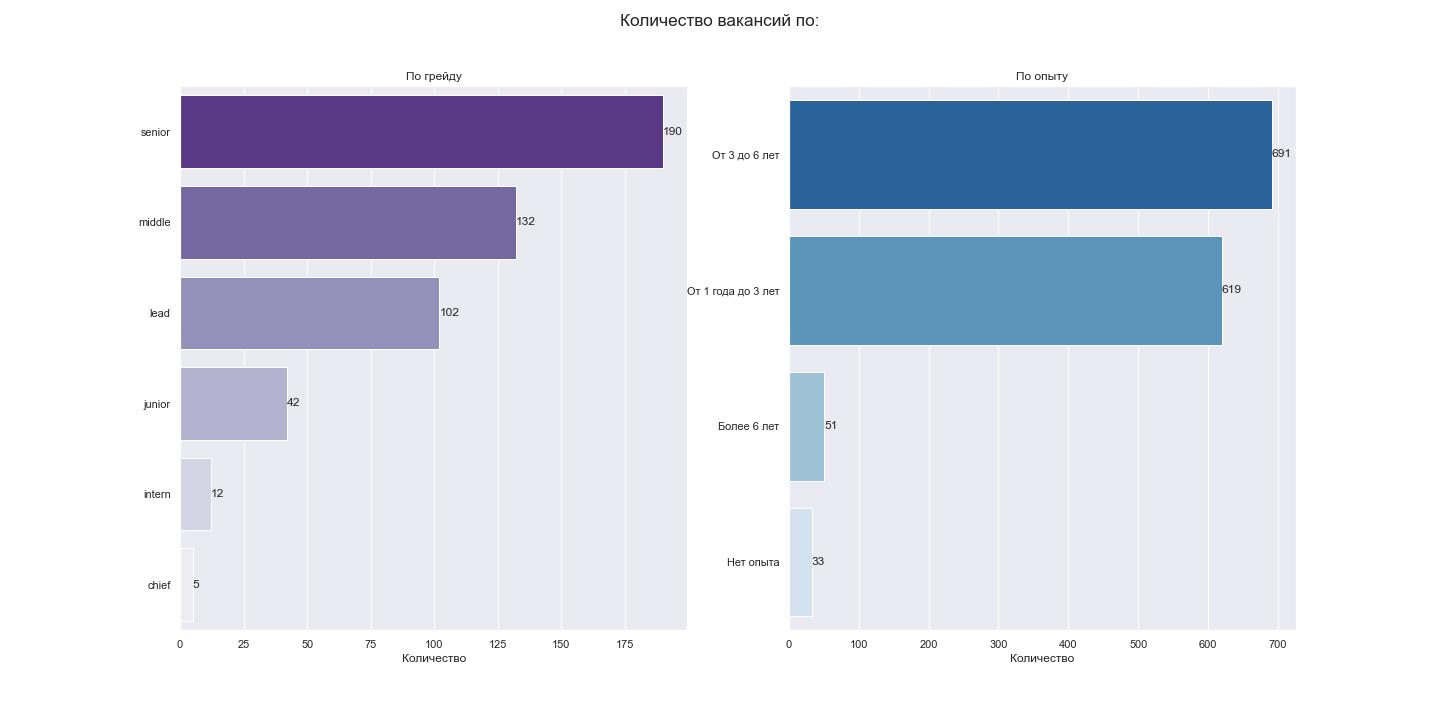 Количество вакансий по:
По грейду
senior 190
middle 132
lead 102
junior 42
intern 12
chief 5
0 25 50 75 100 125 150 175
Количество
По опыту
От 3 до 6 лет 691
От 1 года до 3 лет 619
Более 6 лет 51
Нет опыта 33
0 100 200 300 400 500 600 700
Количество